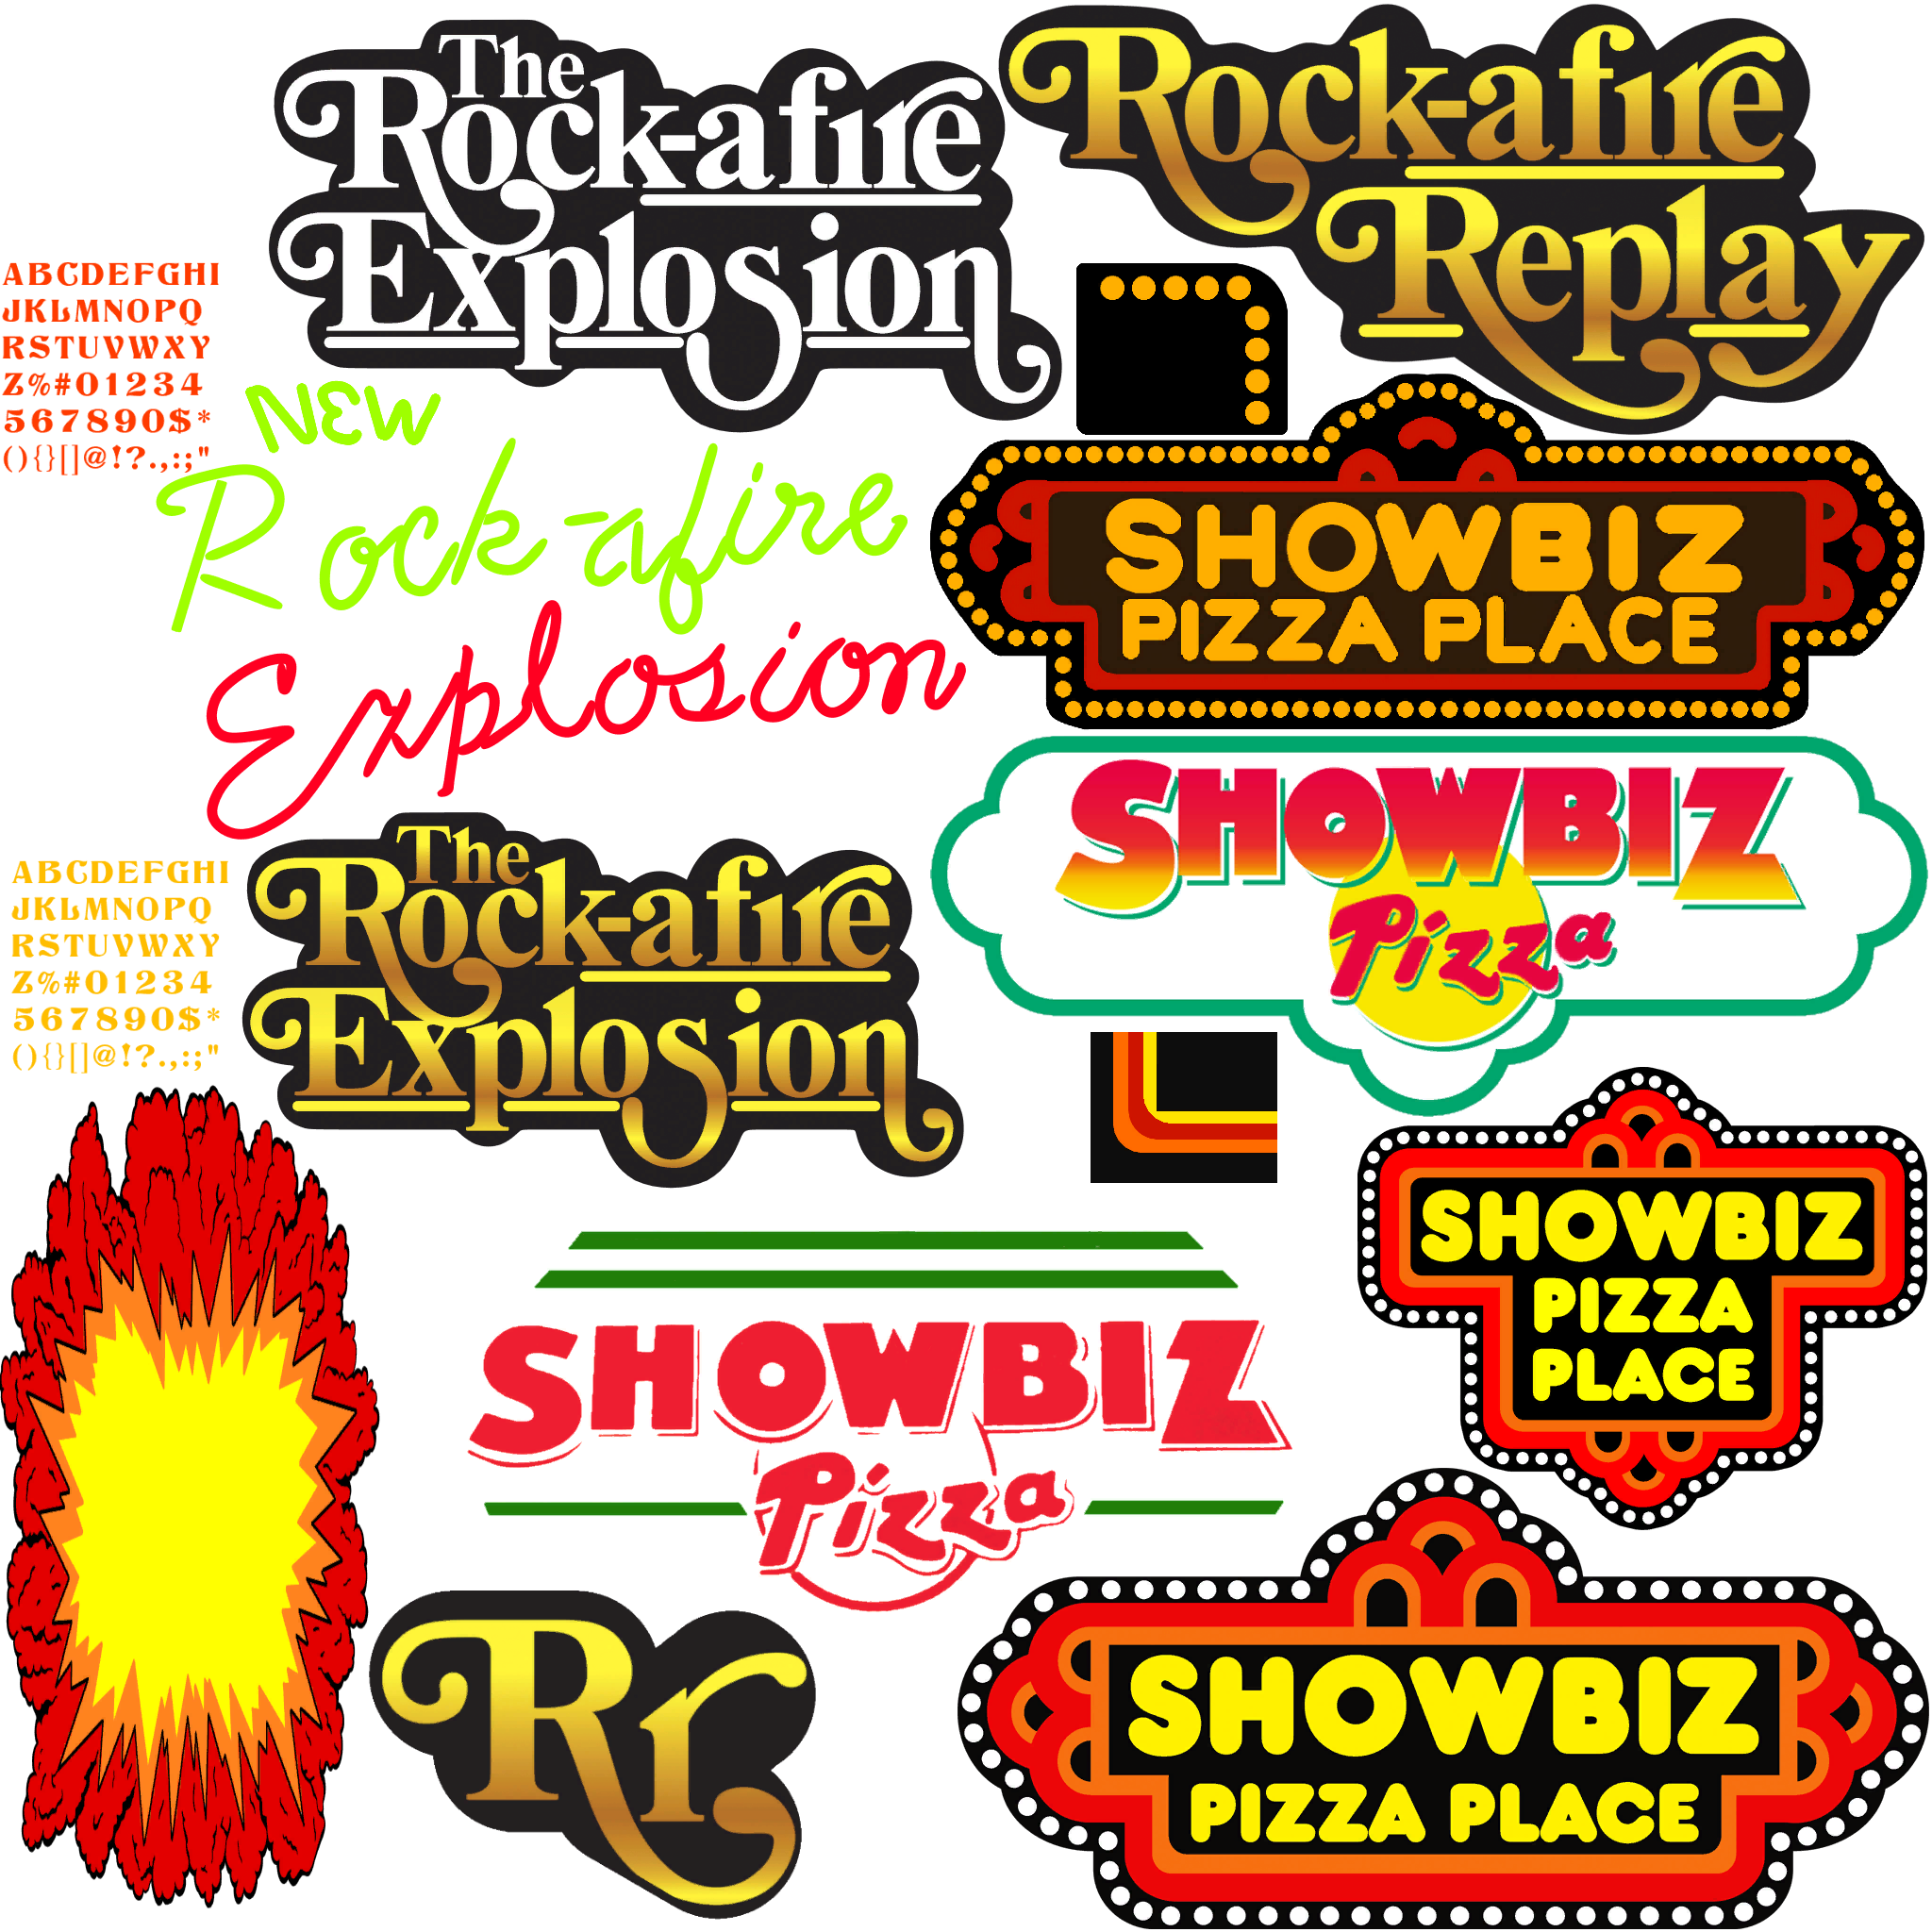 The
Rock-afire
Explosion
Rock-afire
Replay
ABCDEFGHI
JKLMNOPQ
RSTUVWXY
Z%#01234
567890$*
(){}[]@!?.,:;"
NEW
Rock-afire
Explosion
SHOWBIZ
PIZZA PLACE
SHOWBIZ
Pizza
The
Rock-afire
Explosion
ABCDEFGHI
JKLMNOPQ
RSTUVWXY
Z%#01234
567890$*
(){}[]@!?.,:;"
SHOWBIZ
PIZZA
PLACE
SHOWBIZ
Pizza
Rr
SHOWBIZ
PIZZA PLACE